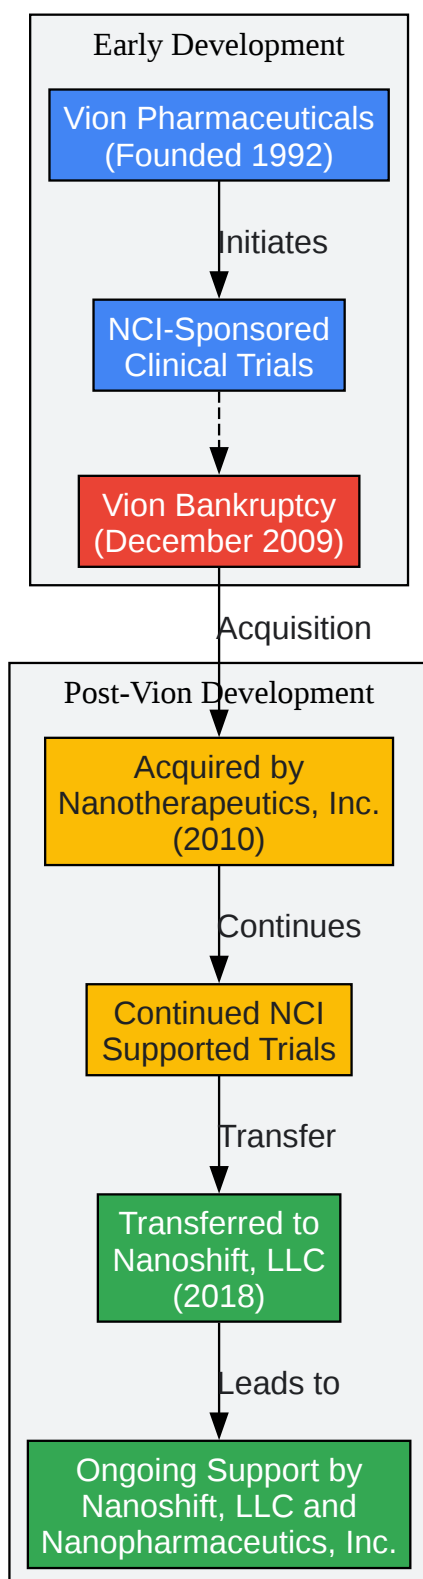 Early Development
Vion Pharmaceuticals
(Founded 1992)
Initiates
NCI-Sponsored
Clinical Trials
Vion Bankruptcy
(December 2009)
Acquisition
Post-Vion Development
Acquired by
Nanotherapeutics, Inc.
(2010)
Continues
Continued NCI
Supported Trials
Transfer
Transferred to
Nanoshift, LLC
(2018)
Leads to
Ongoing Support by
Nanoshift, LLC and
Nanopharmaceutics, Inc.